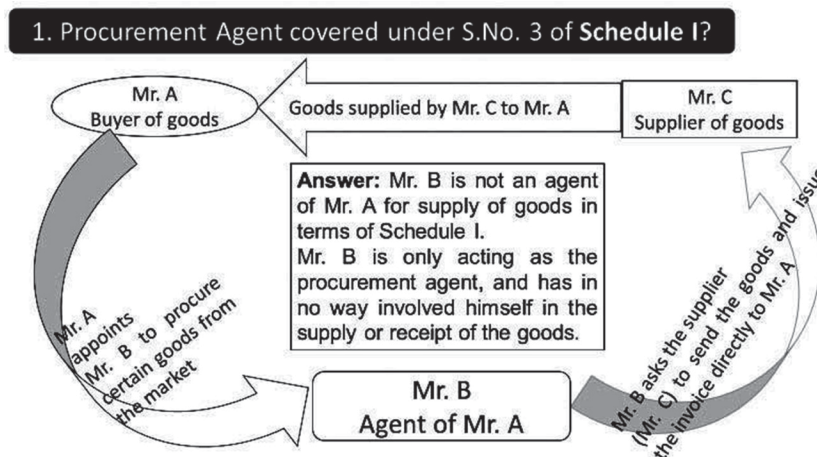 1. Procurement Agent covered under S.No. 3 of Schedule I?
Mr. A
Buyer of goods
Goods supplied by Mr. C to Mr. A
Mr. C
Supplier of goods
Answer: Mr. B is not an agent
of Mr. A for supply of goods in
terms of Schedule I.
Mr. B is only acting as the
procurement agent, and has in
no way involved himself in the
supply or receipt of the goods.
Mr. A
appoints
Mr. B to procure
certain goods from
the market
Mr. B
Agent of Mr. A
Mr. B asks the supplier
(Mr. C) to send the goods and issue
the invoice directly to Mr. A